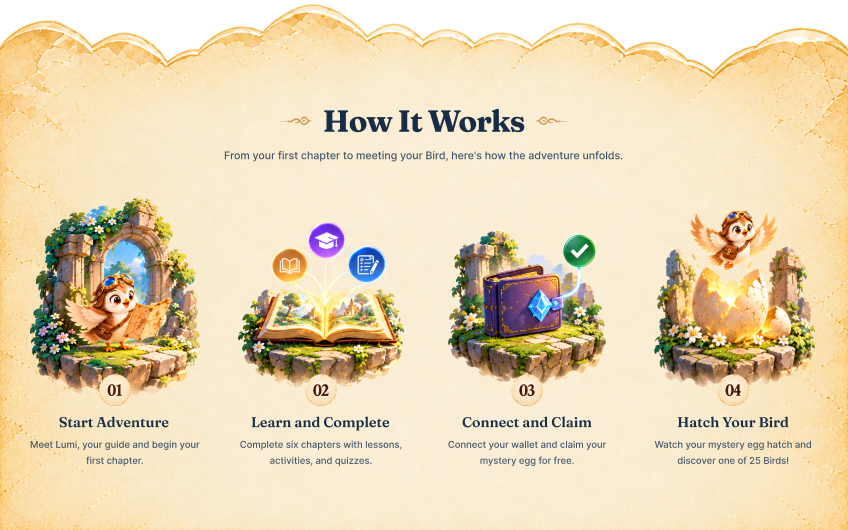 How It Works
From your first chapter to meeting your Bird, here's how the adventure unfolds.
01
Start Adventure
Meet Lumi, your guide and begin your
first chapter.
02
Learn and Complete
Complete six chapters with lessons,
activities, and quizzes.
03
Connect and Claim
Connect your wallet and claim your
mystery egg for free.
04
Hatch Your Bird
Watch your mystery egg hatch and
discover one of 25 Birds!